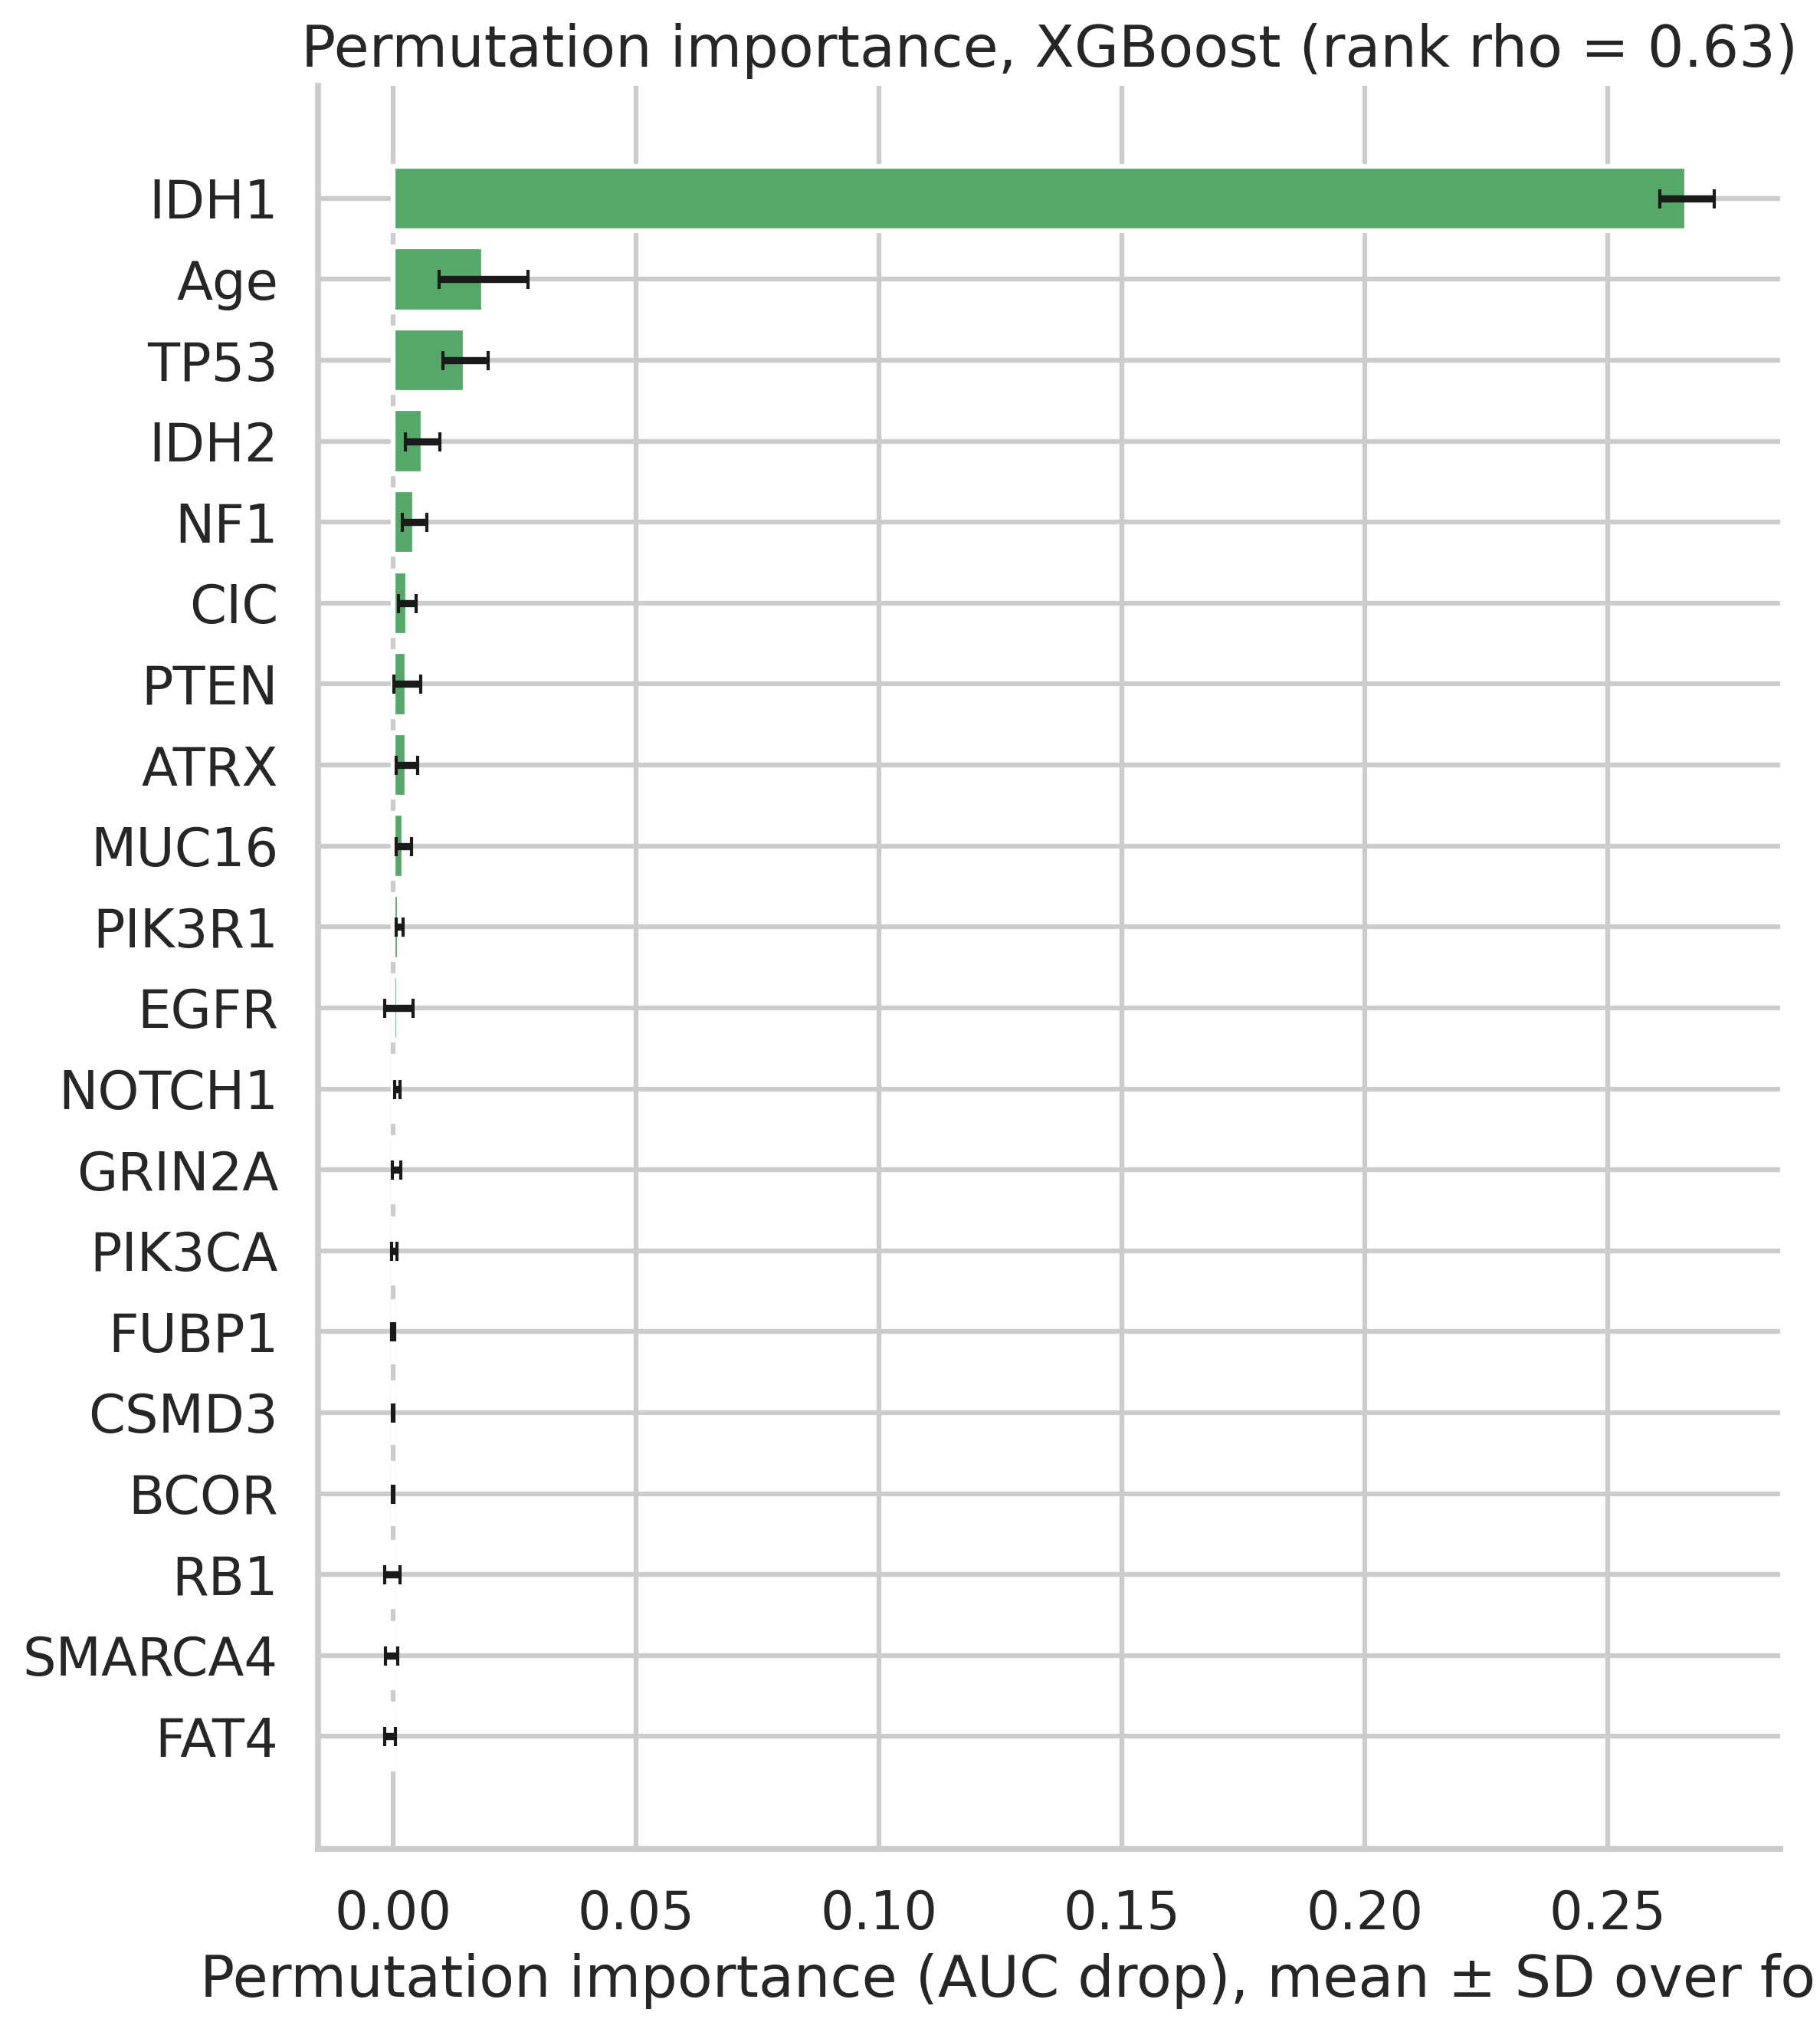 Permutation importance, XGBoost (rank rho = 0.63)
IDH1
Age
TP53
IDH2
NF1
CIC
PTEN
ATRX
MUC16
PIK3R1
EGFR
NOTCH1
GRIN2A
PIK3CA
FUBP1
CSMD3
BCOR
RB1
SMARCA4
FAT4
0.00 0.05 0.10 0.15 0.20 0.25
Permutation importance (AUC drop), mean ± SD over fo